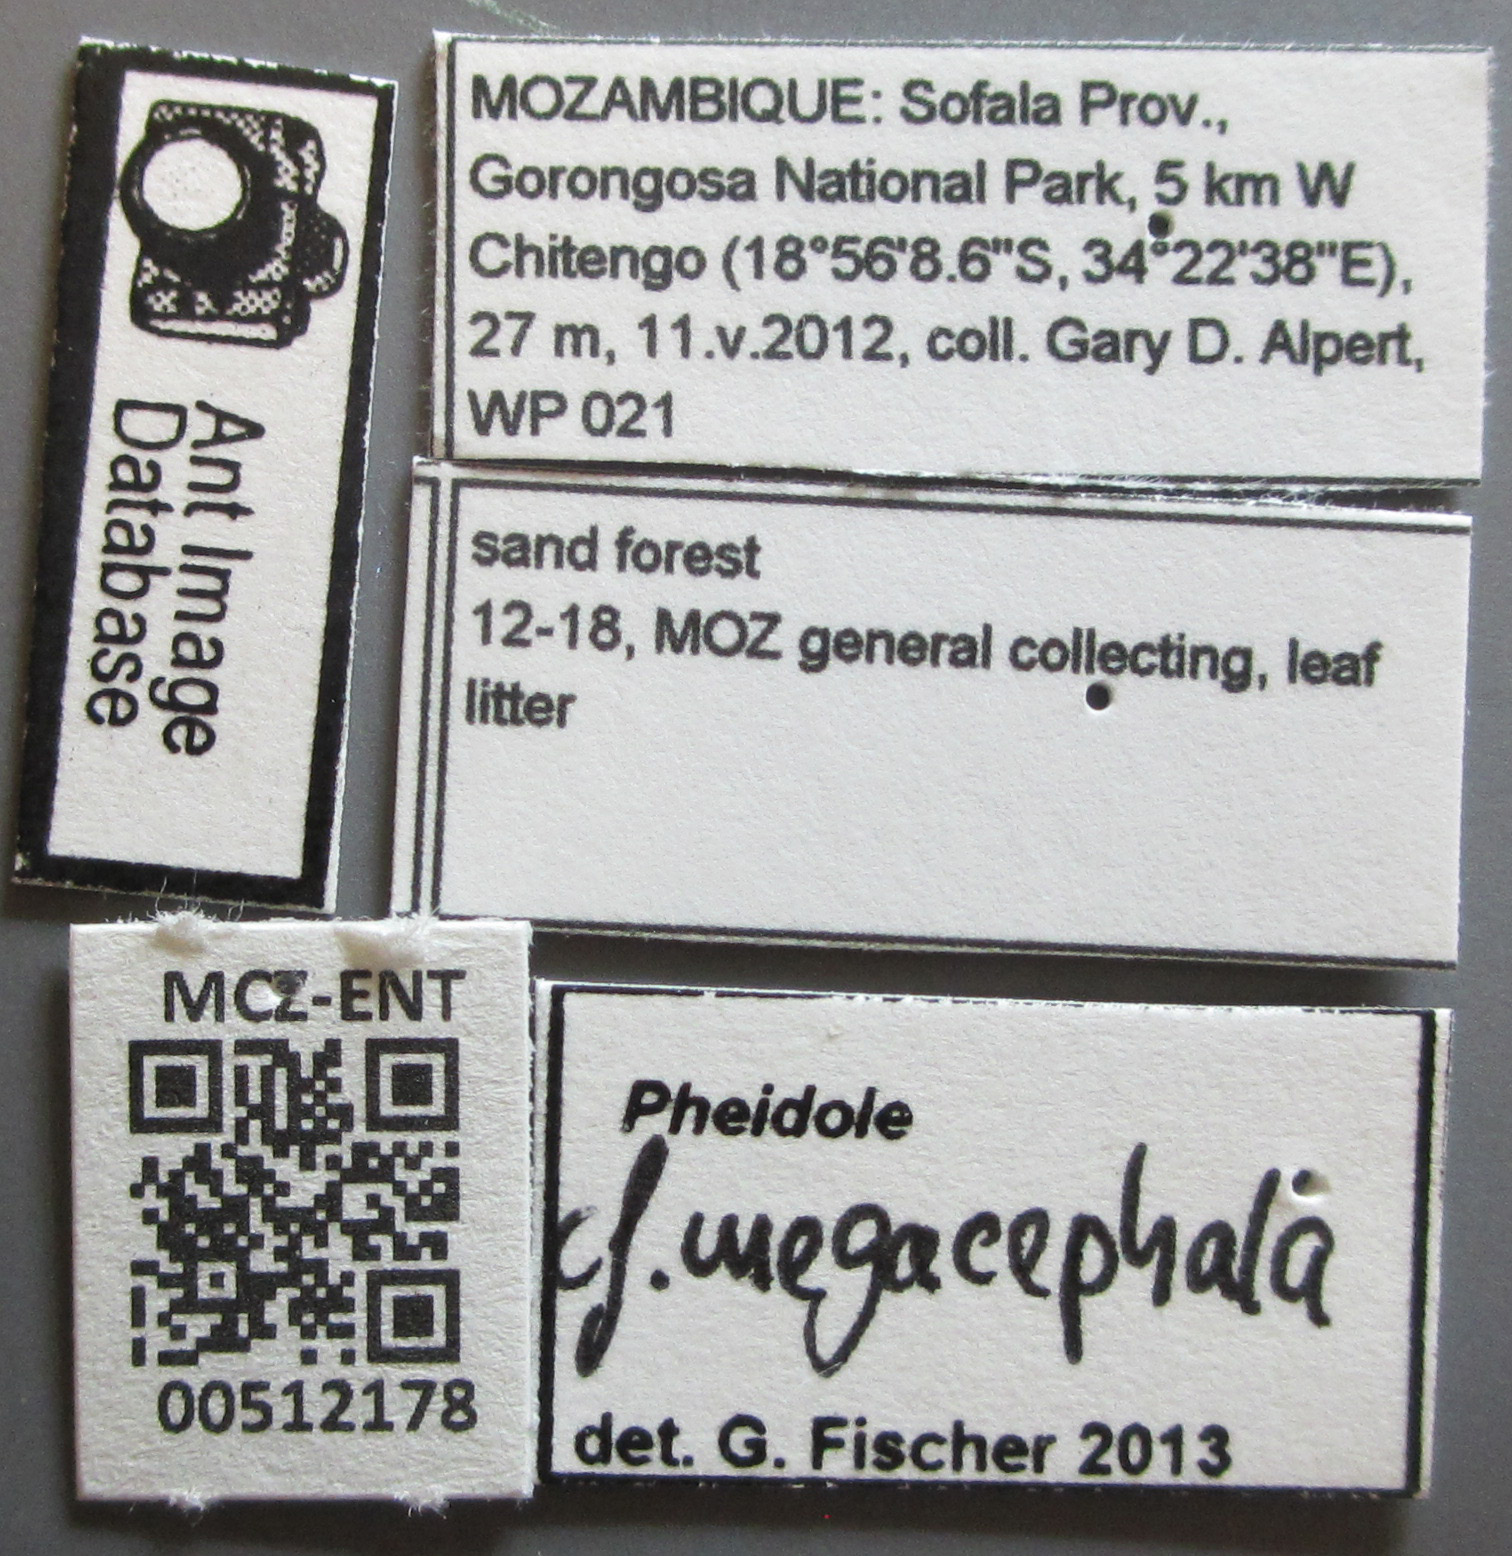 Ant Image
Database
MOZAMBIQUE: Sofala Prov.,
Gorongosa National Park, 5 km W
Chitengo (18°56'8.6"S, 34°22'38"E),
27 m, 11.v.2012, coll. Gary D. Alpert,
WP 021
sand forest
12-18, MOZ general collecting, leaf
litter
MCZ-ENT
00512178
Pheidole
cf. megacephala
det. G. Fischer 2013